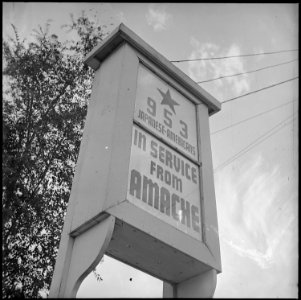 953
JAPANESE-AMERICANS
IN SERVICE
FROM
AMACHE